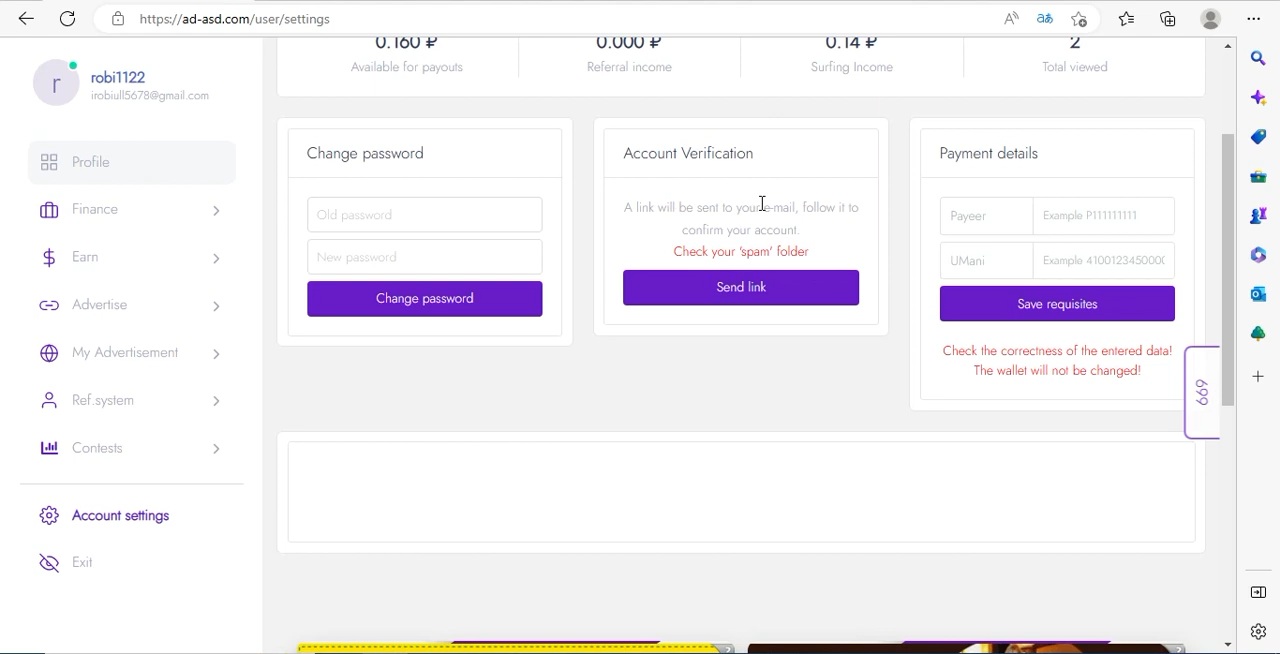 https://ad-asd.com/user/settings
0.160 ₽
0.000 ₽
0.14 ₽
2
Available for payouts
Referral income
Surfing Income
Total viewed
r
robi1122
irobiull5678@gmail.com
Profile
Finance
Earn
Advertise
My Advertisement
Ref.system
Contests
Account settings
Exit
Change password
Old password
New password
Change password
Account Verification
A link will be sent to your e-mail, follow it to
confirm your account.
Check your 'spam' folder
Send link
Payment details
Payeer
Example P111111111
UMani
Example 41001234500
Save requisites
Check the correctness of the entered data!
The wallet will not be changed!
669